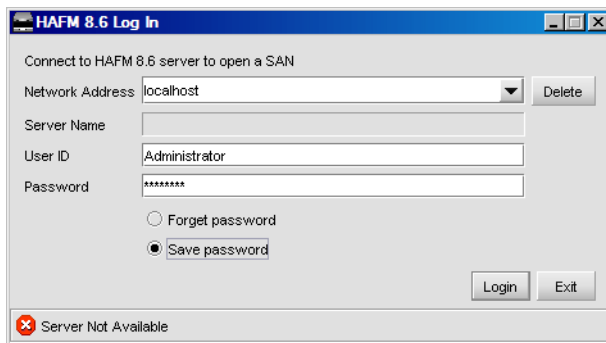 HAFM 8.6 Log In
Connect to HAFM 8.6 server to open a SAN
Network Address localhost Delete
Server Name
User ID Administrator
Password ********
Forget password
Save password
Login Exit
Server Not Available